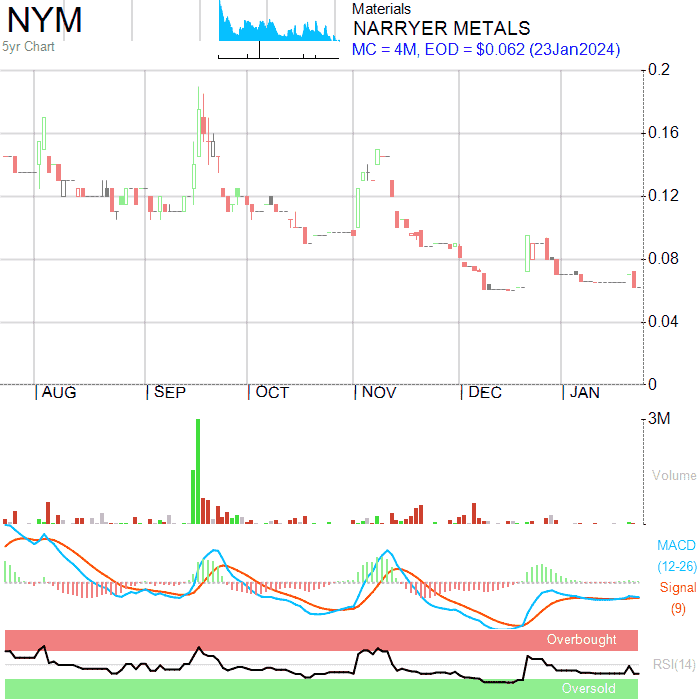 NYM
5yr Chart
Materials
NARRYER METALS
MC = 4M, EOD = $0.062 (23Jan2024)
0.2
0.16
0.12
0.08
0.04
0
AUG SEP OCT NOV DEC JAN
3M
Volume
MACD
(12-26)
Signal
(9)
Overbought
RSI(14)
Oversold